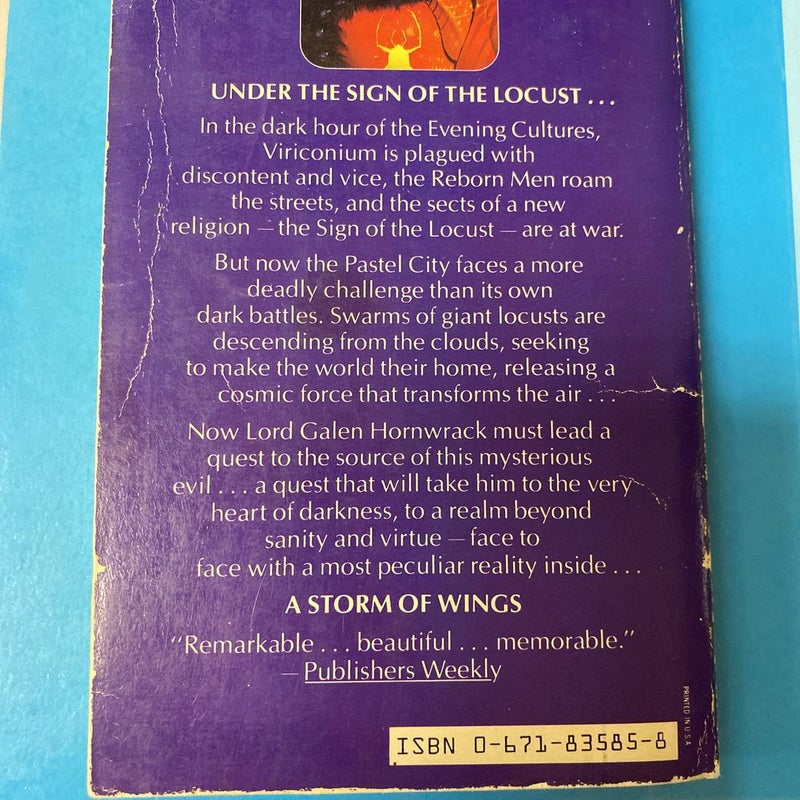 UNDER THE SIGN OF THE LOCUST . . .
In the dark hour of the Evening Cultures,
Viriconium is plagued with
discontent and vice, the Reborn Men roam
the streets, and the sects of a new
religion — the Sign of the Locust — are at war.
But now the Pastel City faces a more
deadly challenge than its own
dark battles. Swarms of giant locusts are
descending from the clouds, seeking
to make the world their home, releasing a
cosmic force that transforms the air . . .
Now Lord Galen Hornwrack must lead a
quest to the source of this mysterious
evil . . . a quest that will take him to the very
heart of darkness, to a realm beyond
sanity and virtue — face to
face with a most peculiar reality inside . . .
A STORM OF WINGS
"Remarkable . . . beautiful . . . memorable."
— Publishers Weekly
PRINTED IN U.S.A.
ISBN 0-671-83585-8